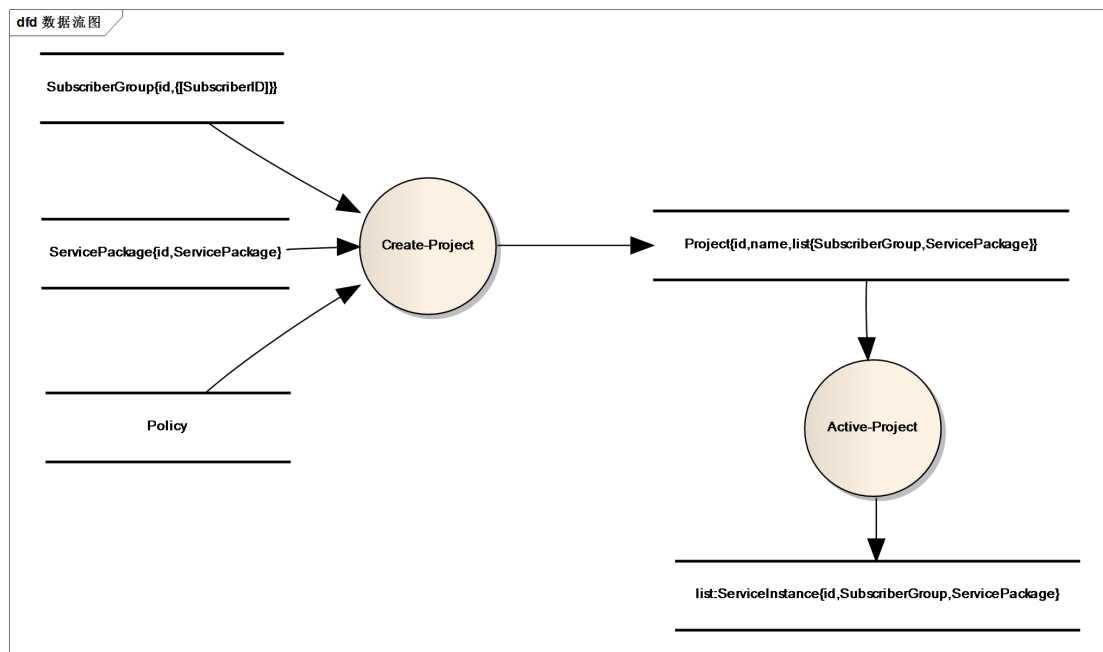 dfd 数据流图
SubscriberGroup{id,{[SubscriberID]}}
ServicePackage{id,ServicePackage}
Policy
Create-Project
Project{id,name,list{SubscriberGroup,ServicePackage}}
Active-Project
list:ServiceInstance{id,SubscriberGroup,ServicePackage}